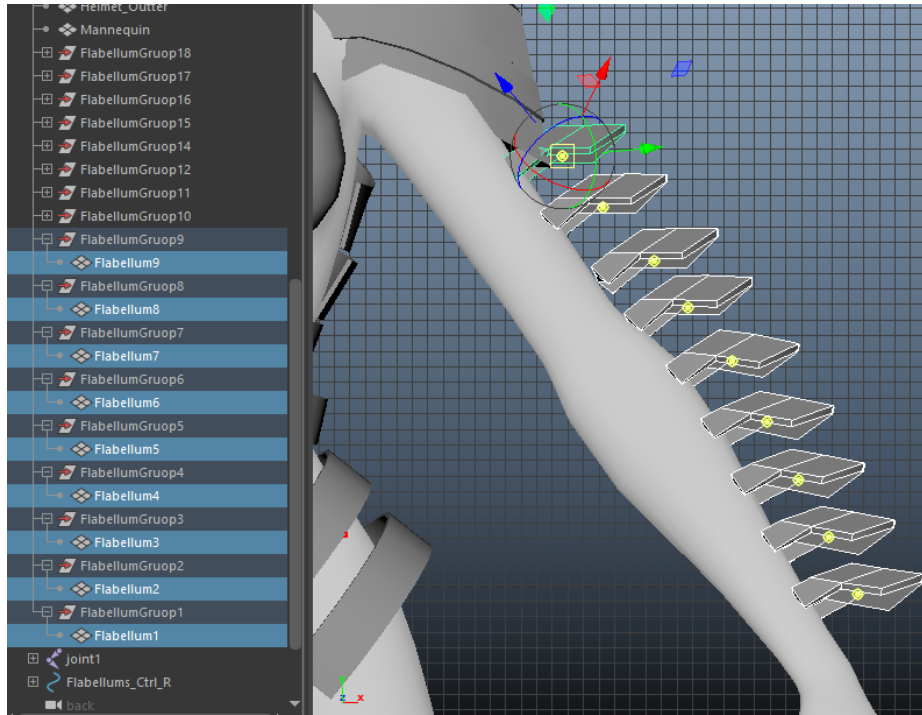 Helmet_Outter
Mannequin
FlabellumGruop18
FlabellumGruop17
FlabellumGruop16
FlabellumGruop15
FlabellumGruop14
FlabellumGruop12
FlabellumGruop11
FlabellumGruop10
FlabellumGruop9
Flabellum9
FlabellumGruop8
Flabellum8
FlabellumGruop7
Flabellum7
FlabellumGruop6
Flabellum6
FlabellumGruop5
Flabellum5
FlabellumGruop4
Flabellum4
FlabellumGruop3
Flabellum3
FlabellumGruop2
Flabellum2
FlabellumGruop1
Flabellum1
joint1
Flabellums_Ctrl_R
back
Y
z x